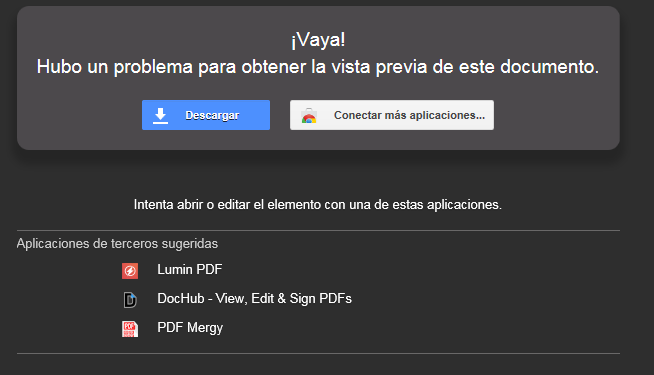 ¡Vaya!
Hubo un problema para obtener la vista previa de este documento.
Descargar
Conectar más aplicaciones...
Intenta abrir o editar el elemento con una de estas aplicaciones.
Aplicaciones de terceros sugeridas
Lumin PDF
DocHub - View, Edit & Sign PDFs
PDF Mergy